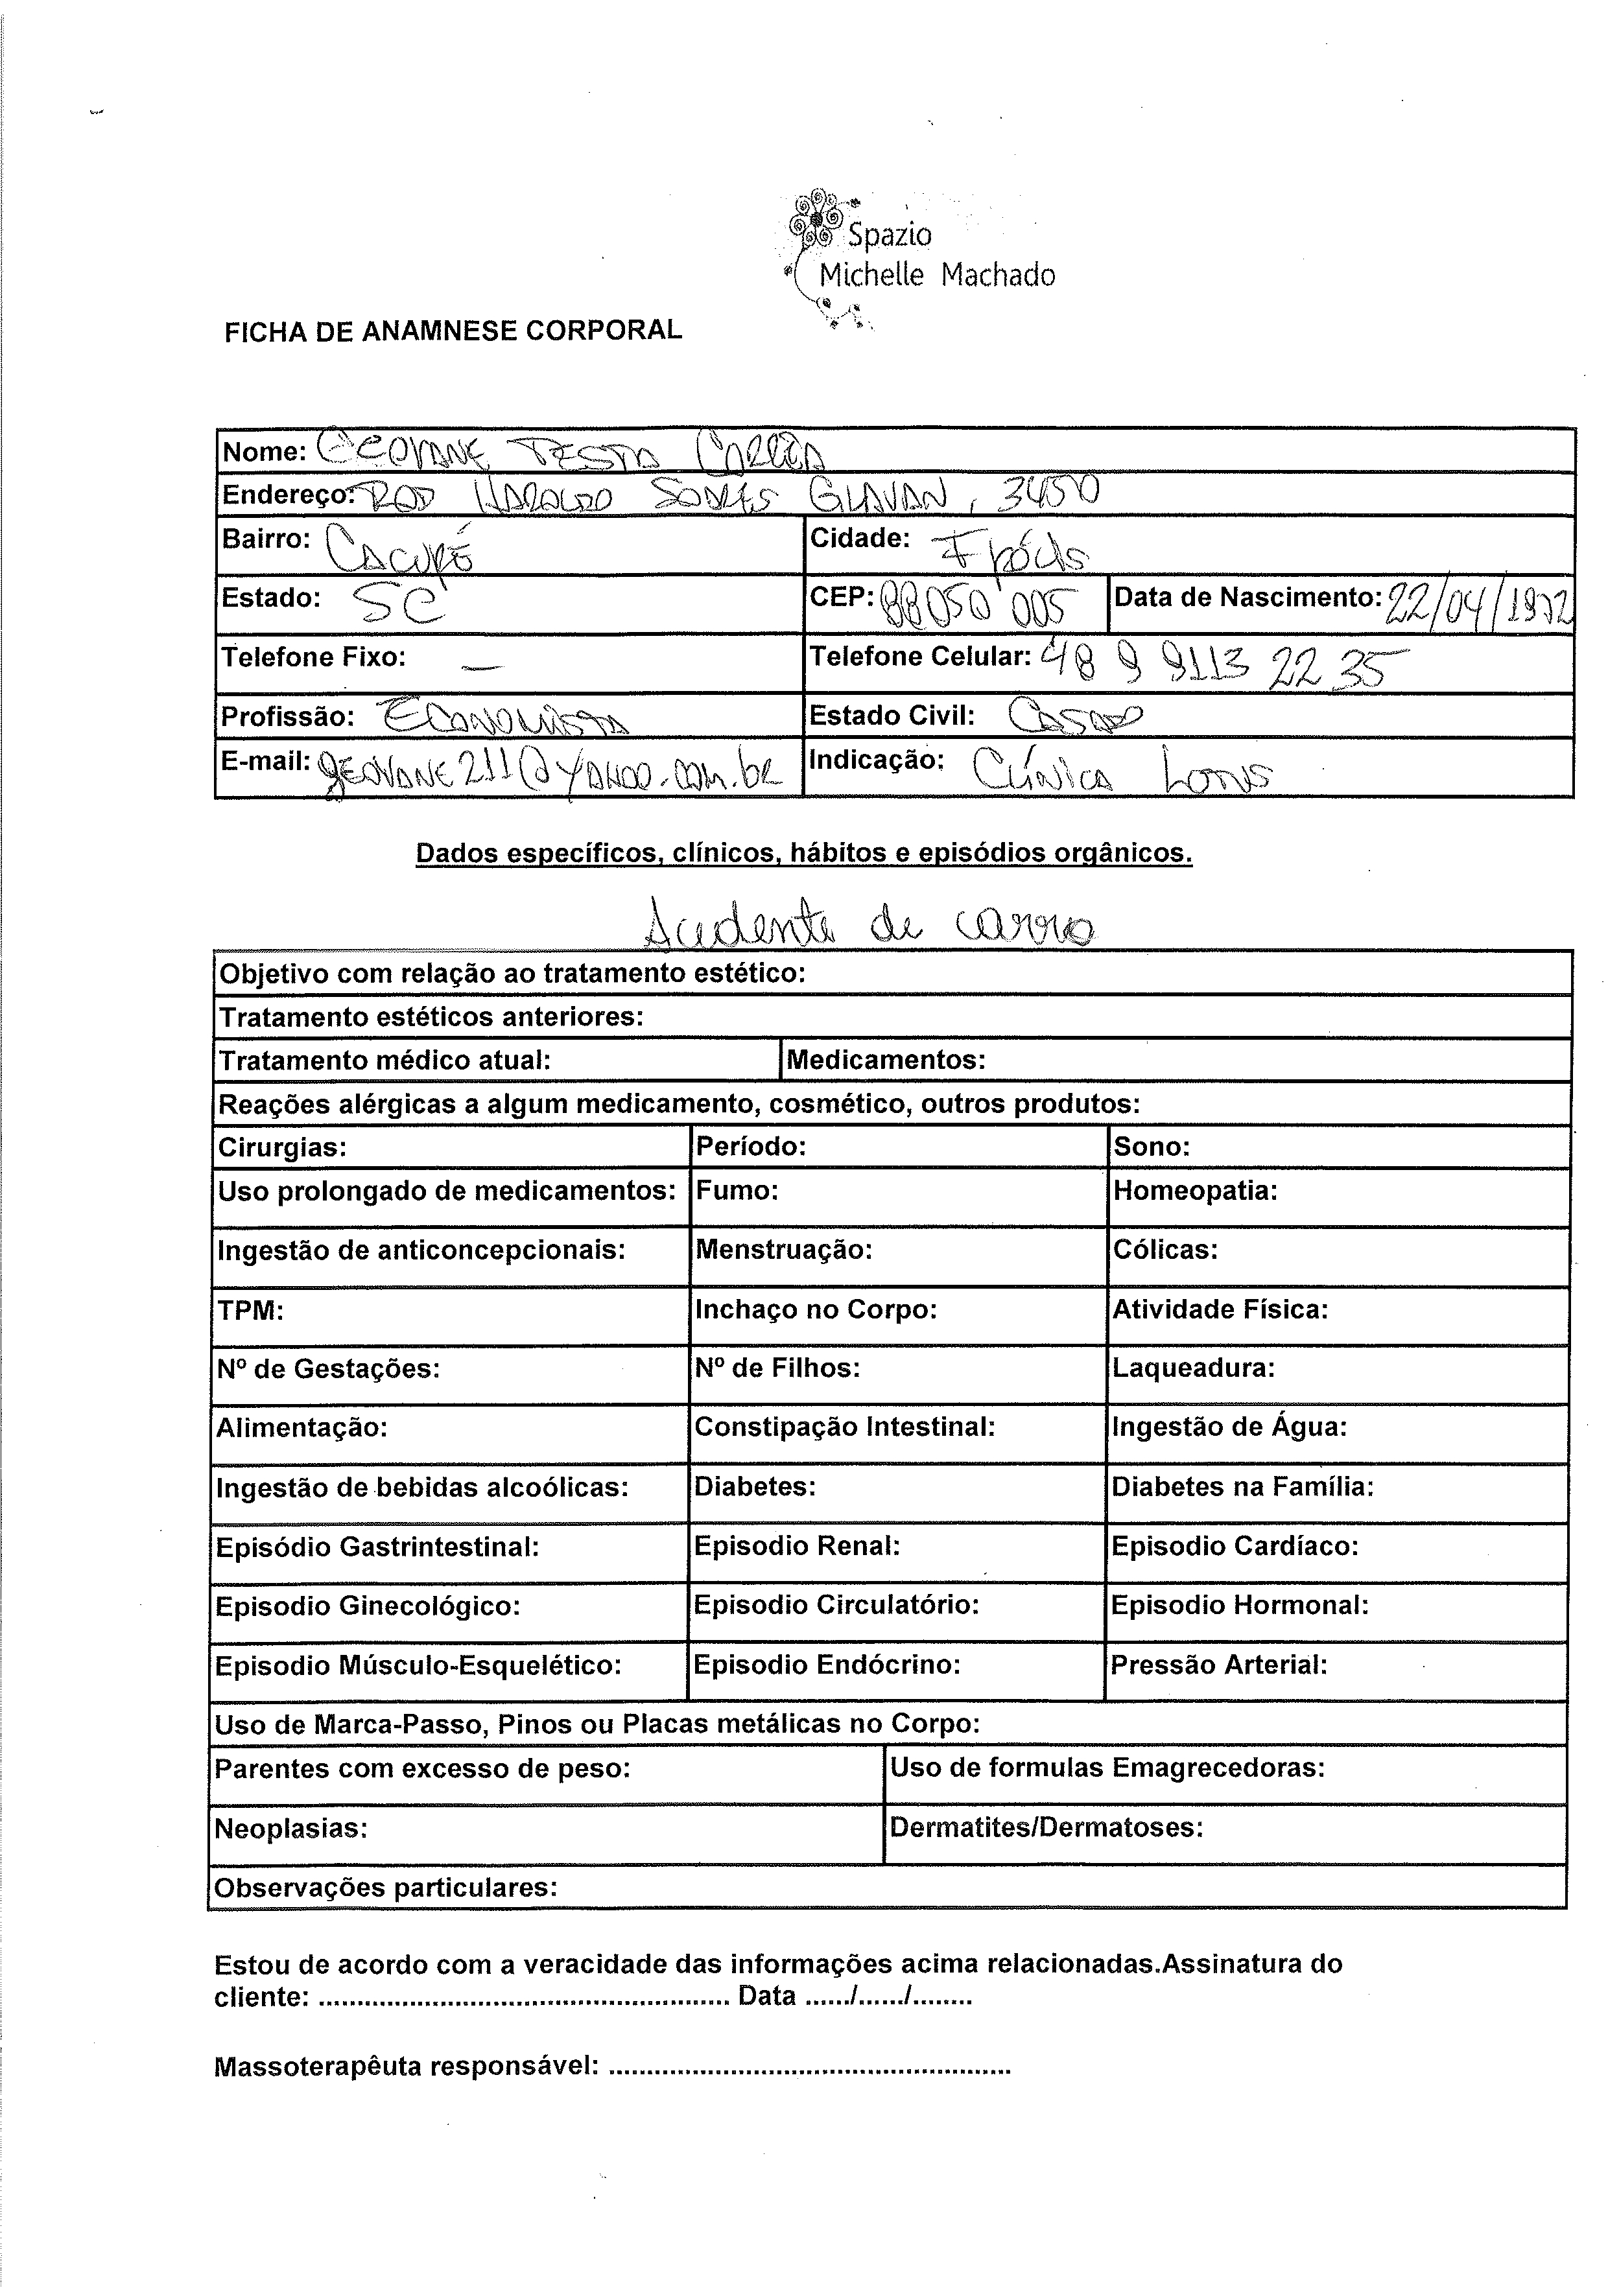 Spazio
Michelle Machado
FICHA DE ANAMNESE CORPORAL
Nome: GEOVANE TESTA CORRÊA
Endereço: ROD HAROLDO SOARES GLAVAN, 3450
Bairro: CACUPÉ Cidade: Fpólis
Estado: SC CEP: 88050 005 Data de Nascimento: 22/04/1972
Telefone Fixo: — Telefone Celular: 48 9 9113 22 35
Profissão: ECONOMISTA Estado Civil: CASADO
E-mail: geovane211@yahoo.com.br Indicação: Clínica
Dados específicos, clínicos, hábitos e episódios orgânicos.
Acidente de carro
Objetivo com relação ao tratamento estético:
Tratamento estéticos anteriores:
Tratamento médico atual: Medicamentos:
Reações alérgicas a algum medicamento, cosmético, outros produtos:
Cirurgias: Período: Sono:
Uso prolongado de medicamentos: Fumo: Homeopatia:
Ingestão de anticoncepcionais: Menstruação: Cólicas:
TPM: Inchaço no Corpo: Atividade Física:
Nº de Gestações: Nº de Filhos: Laqueadura:
Alimentação: Constipação Intestinal: Ingestão de Água:
Ingestão de bebidas alcoólicas: Diabetes: Diabetes na Família:
Episódio Gastrintestinal: Episodio Renal: Episodio Cardíaco:
Episodio Ginecológico: Episodio Circulatório: Episodio Hormonal:
Episodio Músculo-Esquelético: Episodio Endócrino: Pressão Arterial:
Uso de Marca-Passo, Pinos ou Placas metálicas no Corpo:
Parentes com excesso de peso: Uso de formulas Emagrecedoras:
Neoplasias: Dermatites/Dermatoses:
Observações particulares:
Estou de acordo com a veracidade das informações acima relacionadas.Assinatura do
cliente: ..................................................... Data ....../....../........
Massoterapêuta responsável: ....................................................